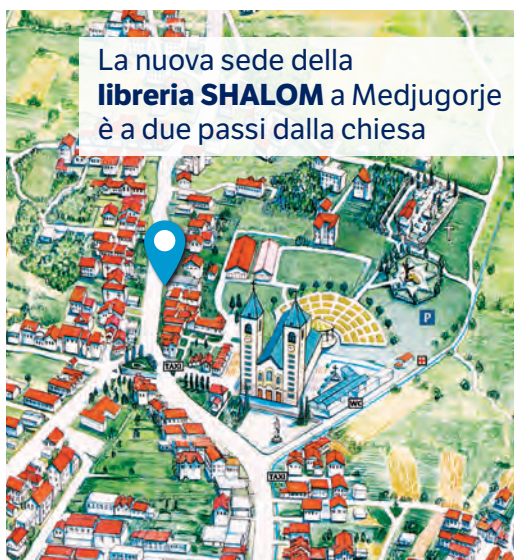 La nuova sede della
libreria SHALOM a Medjugorje
è a due passi dalla chiesa
P
TAXI
WC
TAXI